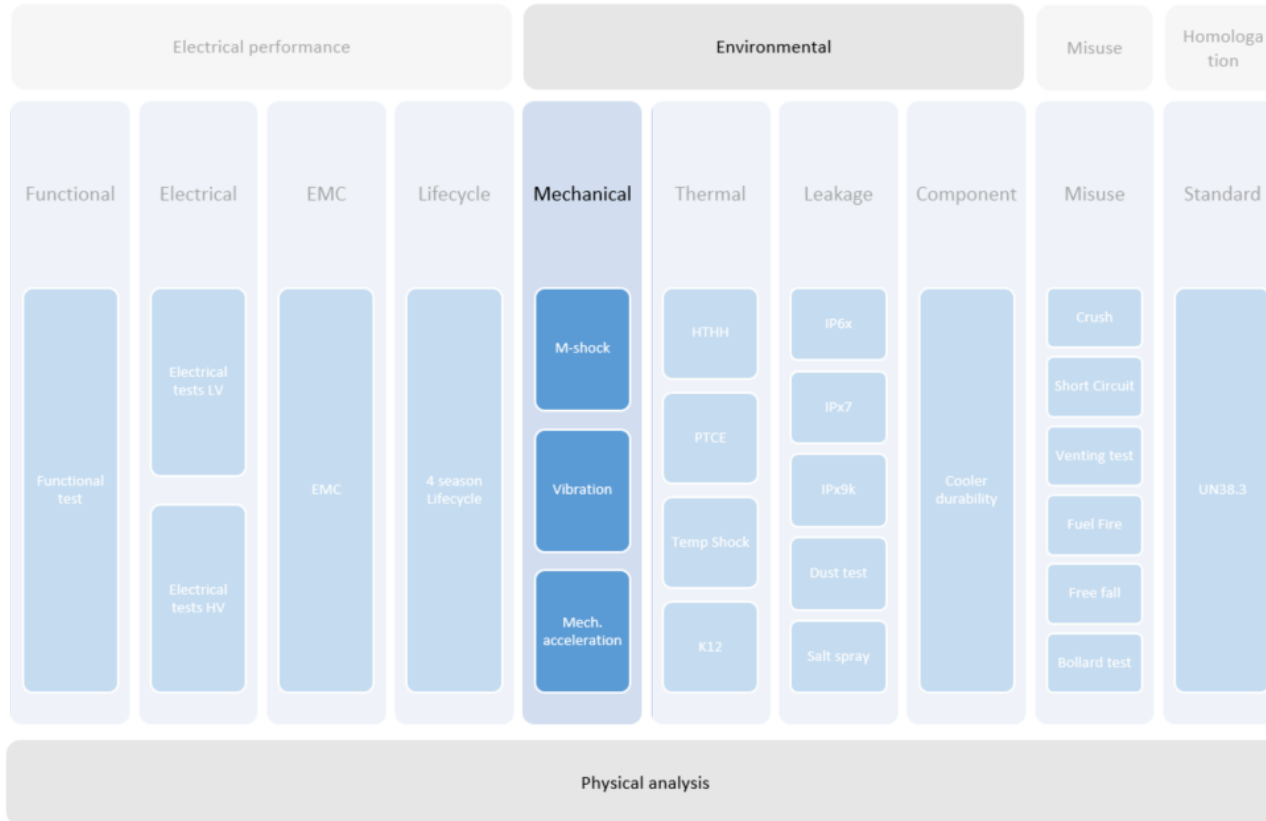 Electrical performance
Environmental
Misuse
Homologa
tion
Functional
Electrical
EMC
Lifecycle
Mechanical
Thermal
Leakage
Component
Misuse
Standard
Functional
test
Electrical
tests LV
Electrical
tests HV
EMC
4 season
Lifecycle
M-shock
Vibration
Mech.
acceleration
HTHH
PTCE
Temp Shock
K12
IP6x
IPx7
IPx9k
Dust test
Salt spray
Cooler
durability
Crush
Short Circuit
Venting test
Fuel Fire
Free fall
Bollard test
UN38.3
Physical analysis